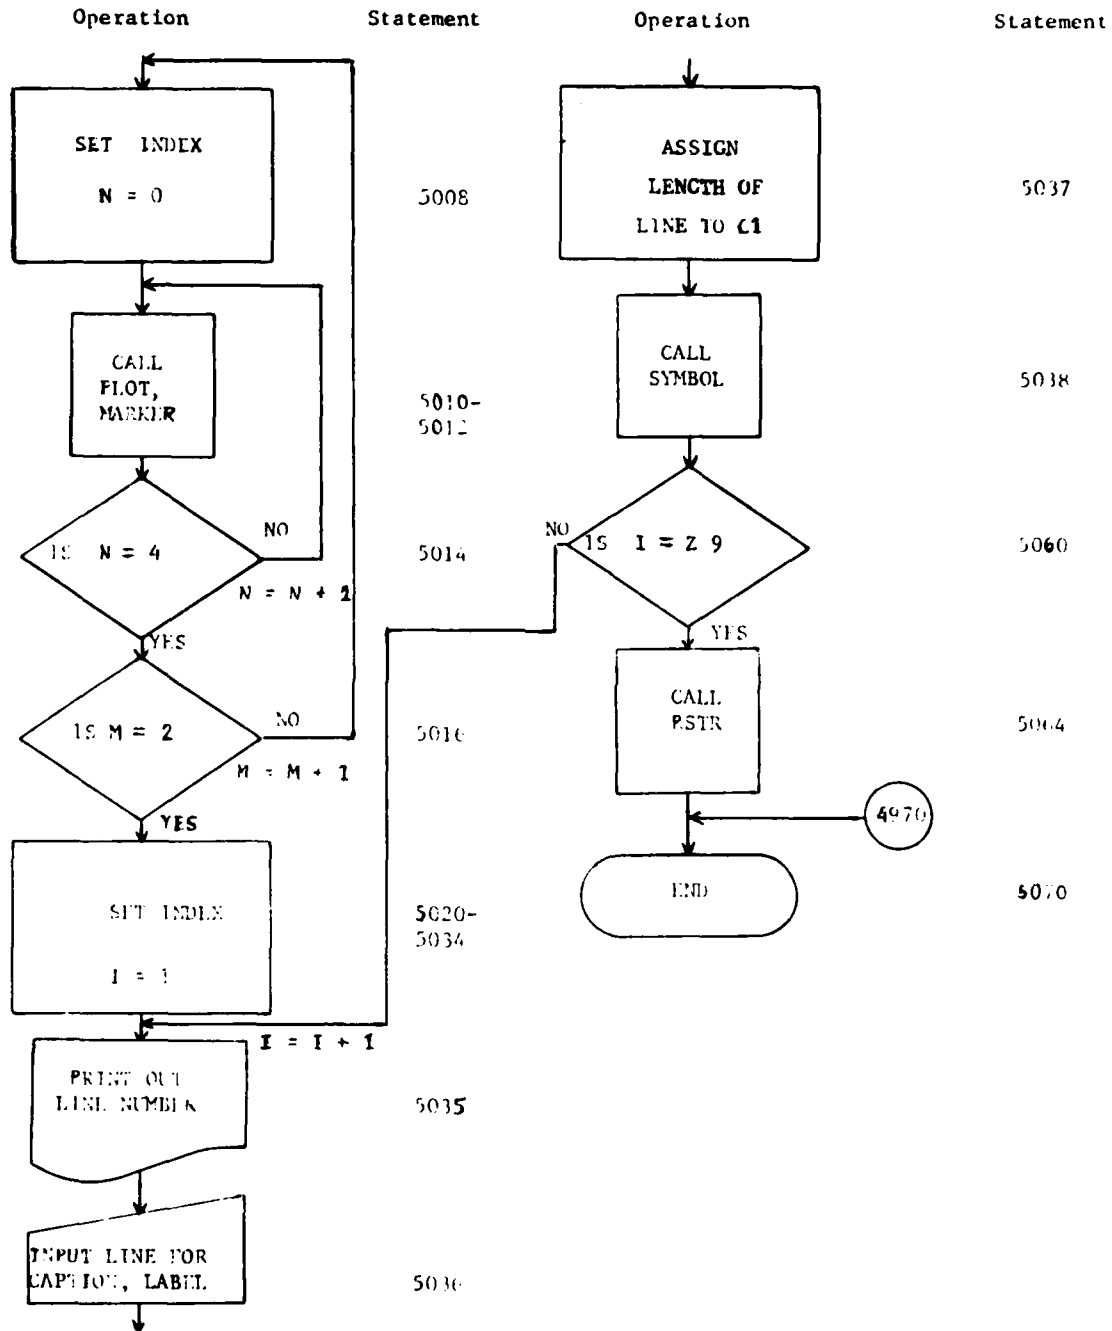 Operation Statement
SET INDEX
N = 0
5008
CALL
PLOT,
MARKER
5010-
5012
IS N = 4
NO
5014
N = N + 1
YES
IS M = 2
NO
5016
M = M + 1
YES
SET INDEX
I = 1
5020-
5034
I = I + 1
PRINT OUT
LINE NUMBER
5035
INPUT LINE FOR
CAPTION, LABEL
5036
Operation Statement
ASSIGN
LENGTH OF
LINE TO C1
5037
CALL
SYMBOL
5038
NO
IS I = Z 9
5060
YES
CALL
RSTR
5064
4970
END
5070